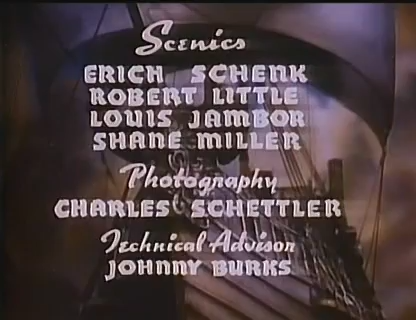 Scenics
ERICH SCHENK
ROBERT LITTLE
LOUIS JAMBOR
SHANE MILLER
Photography
CHARLES SCHETTLER
Technical Advisor
JOHNNY BURKS